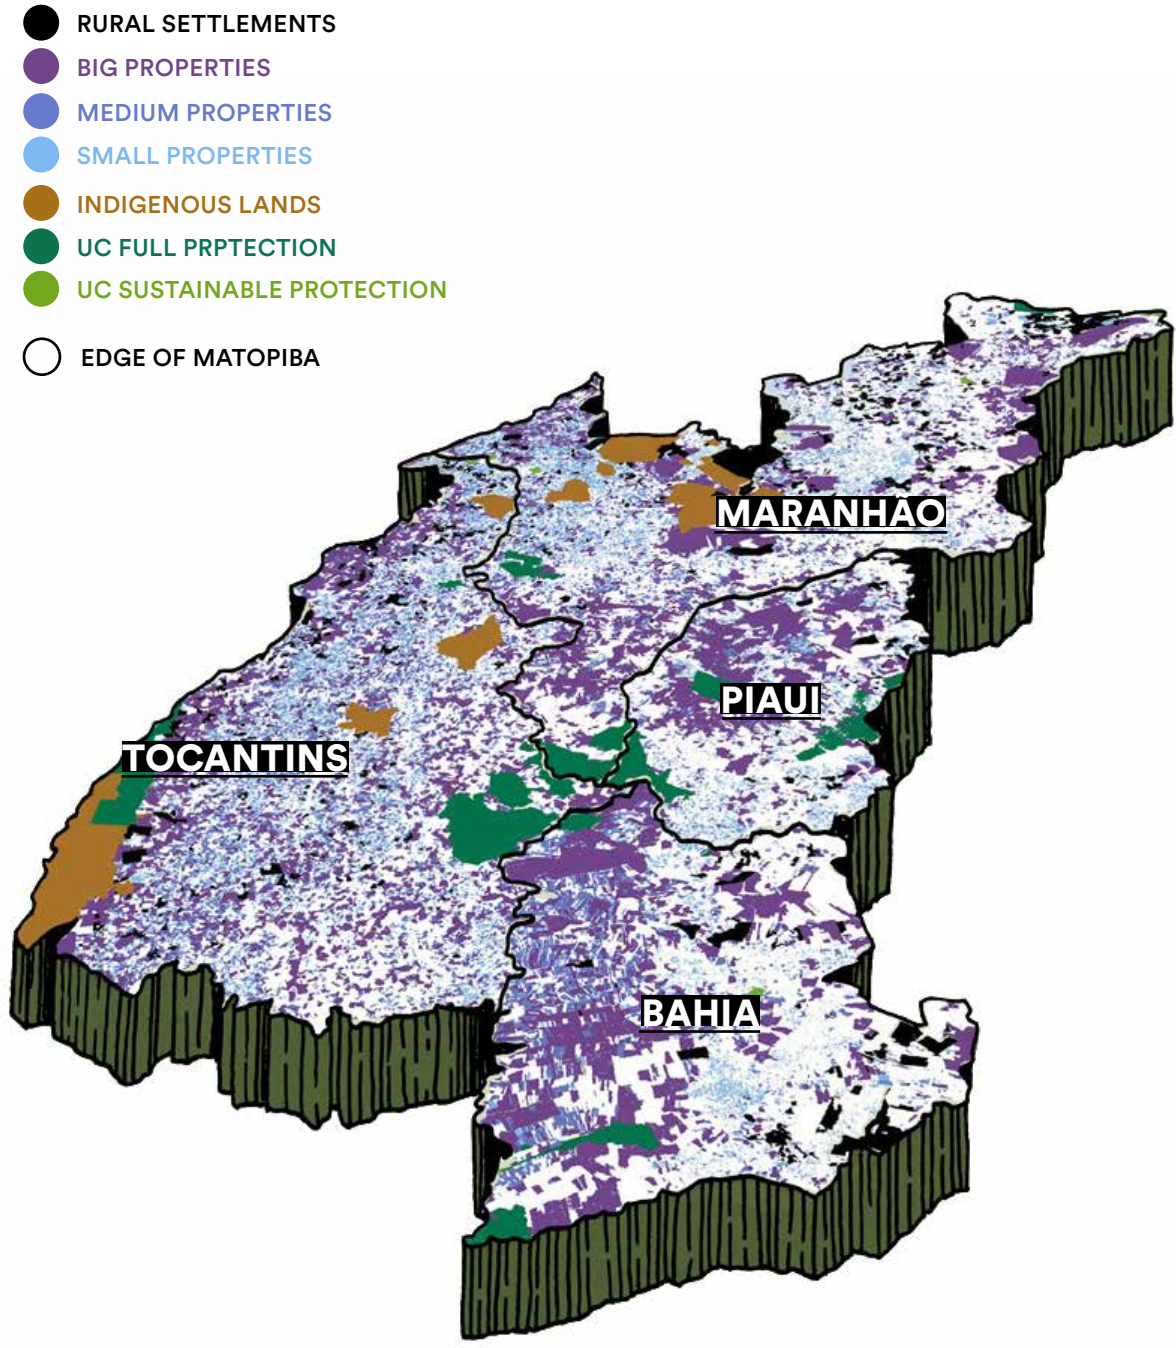 RURAL SETTLEMENTS
BIG PROPERTIES
MEDIUM PROPERTIES
SMALL PROPERTIES
INDIGENOUS LANDS
UC FULL PRPTECTION
UC SUSTAINABLE PROTECTION
EDGE OF MATOPIBA
MARANHÃO
PIAUI
TOCANTINS
BAHIA